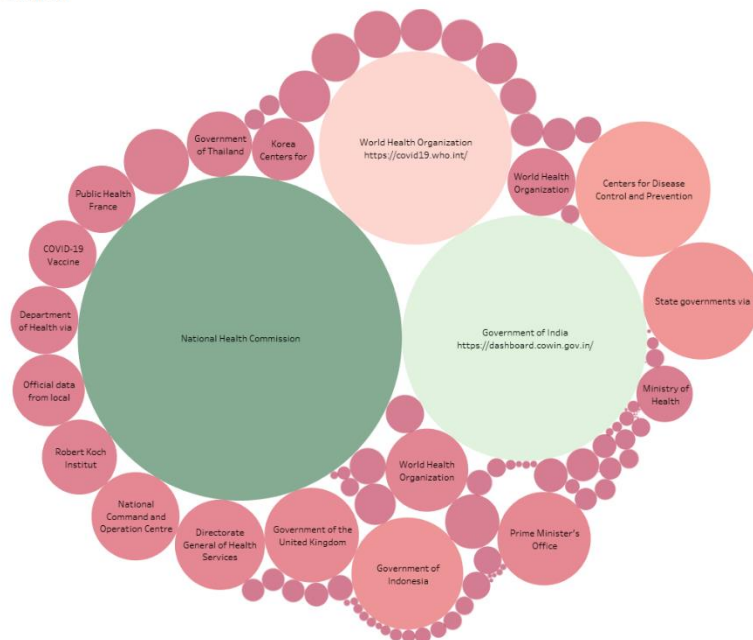 Government
of Thailand
Korea
Centers for
World Health Organization
https://covid19.who.int/
World Health
Organization
Centers for Disease
Control and Prevention
Public Health
France
COVID-19
Vaccine
State governments via
Department
of Health via
National Health Commission
Government of India
https://dashboard.cowin.gov.in/
Official data
from local
Ministry of
Health
Robert Koch
Institut
World Health
Organization
National
Command and
Operation Centre
Directorate
General of Health
Services
Government of the
United Kingdom
Prime Minister's
Office
Government of
Indonesia